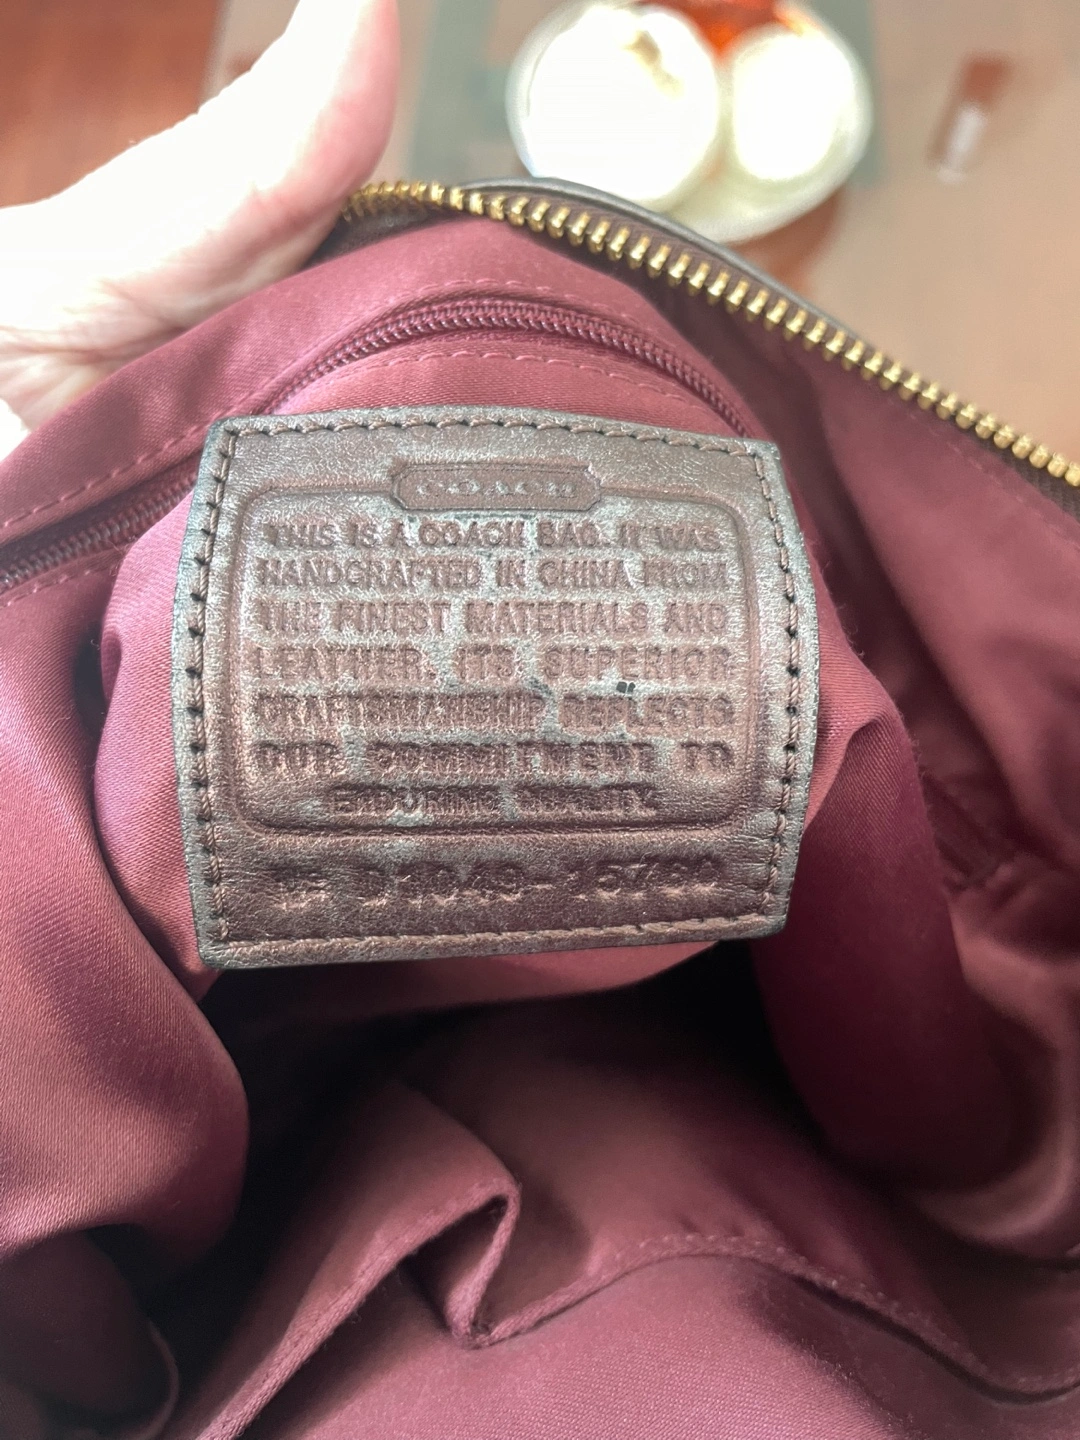 COACH
THIS IS A COACH BAG. IT WAS
HANDCRAFTED IN CHINA FROM
THE FINEST MATERIALS AND
LEATHER. ITS SUPERIOR
CRAFTSMANSHIP REFLECTS
OUR COMMITMENT TO
ENDURING QUALITY.